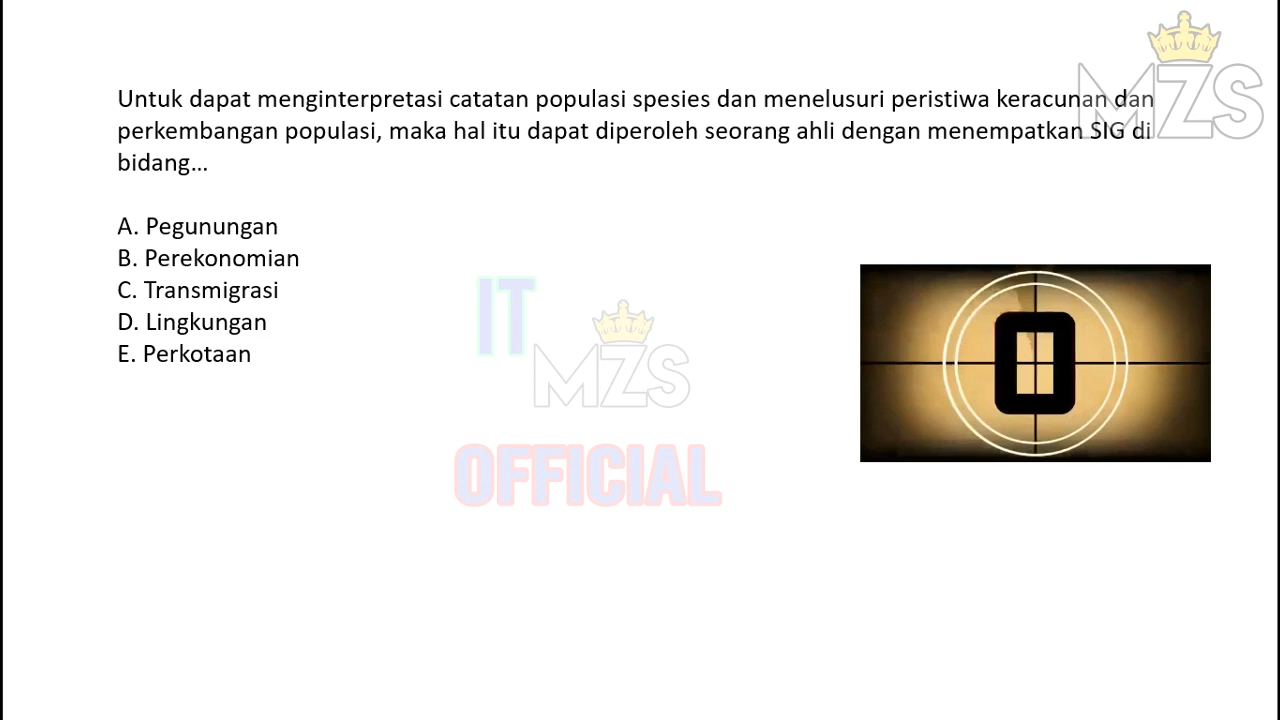 MZS
Untuk dapat menginterpretasi catatan populasi spesies dan menelusuri peristiwa keracunan dan
perkembangan populasi, maka hal itu dapat diperoleh seorang ahli dengan menempatkan SIG di
bidang...
A. Pegunungan
B. Perekonomian
C. Transmigrasi
D. Lingkungan
E. Perkotaan
IT
MZS
OFFICIAL
0